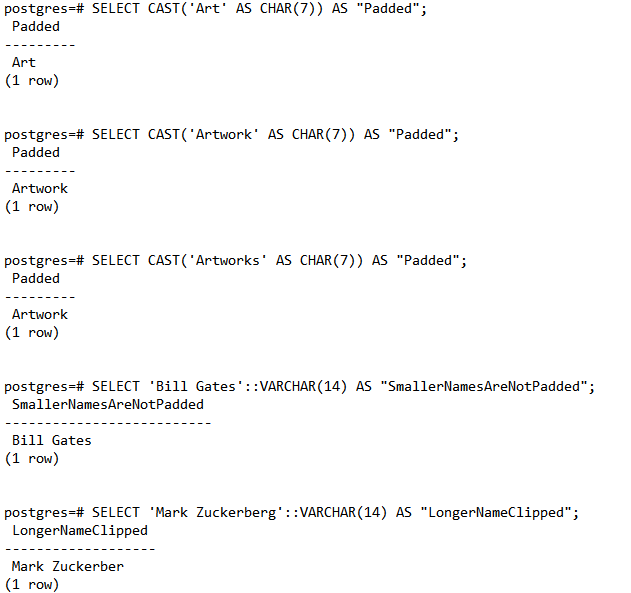 postgres=# SELECT CAST('Art' AS CHAR(7)) AS "Padded";
 Padded
---------
 Art
(1 row)

postgres=# SELECT CAST('Artwork' AS CHAR(7)) AS "Padded";
 Padded
---------
 Artwork
(1 row)

postgres=# SELECT CAST('Artworks' AS CHAR(7)) AS "Padded";
 Padded
---------
 Artwork
(1 row)

postgres=# SELECT 'Bill Gates'::VARCHAR(14) AS "SmallerNamesAreNotPadded";
 SmallerNamesAreNotPadded
--------------------------
 Bill Gates
(1 row)

postgres=# SELECT 'Mark Zuckerberg'::VARCHAR(14) AS "LongerNameClipped";
 LongerNameClipped
-------------------
 Mark Zuckerber
(1 row)